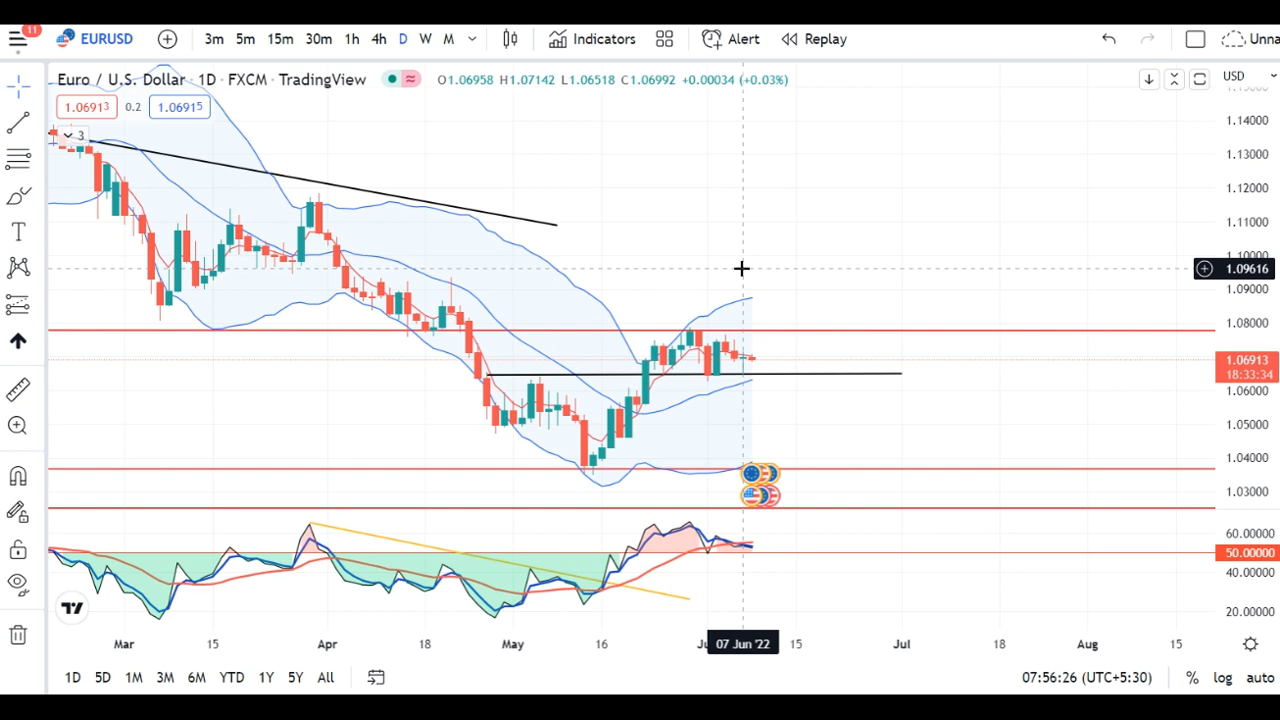 11
EURUSD
3m 5m 15m 30m 1h 4h D W M
Indicators
Alert
Replay
Unna
Euro / U.S. Dollar · 1D · FXCM · TradingView
O1.06958 H1.07142 L1.06518 C1.06992 +0.00034 (+0.03%)
USD
1.06913 0.2 1.06915
3
1.14000
1.13000
1.12000
1.11000
1.10000
1.09616
1.09000
1.08000
1.06913
18:33:34
1.06000
1.05000
1.04000
1.03000
60.00000
50.00000
40.00000
20.00000
Mar 15 Apr 18 May 16 07 Jun '22 15 Jul 18 Aug 15
1D 5D 1M 3M 6M YTD 1Y 5Y All
07:56:26 (UTC+5:30)
% log auto